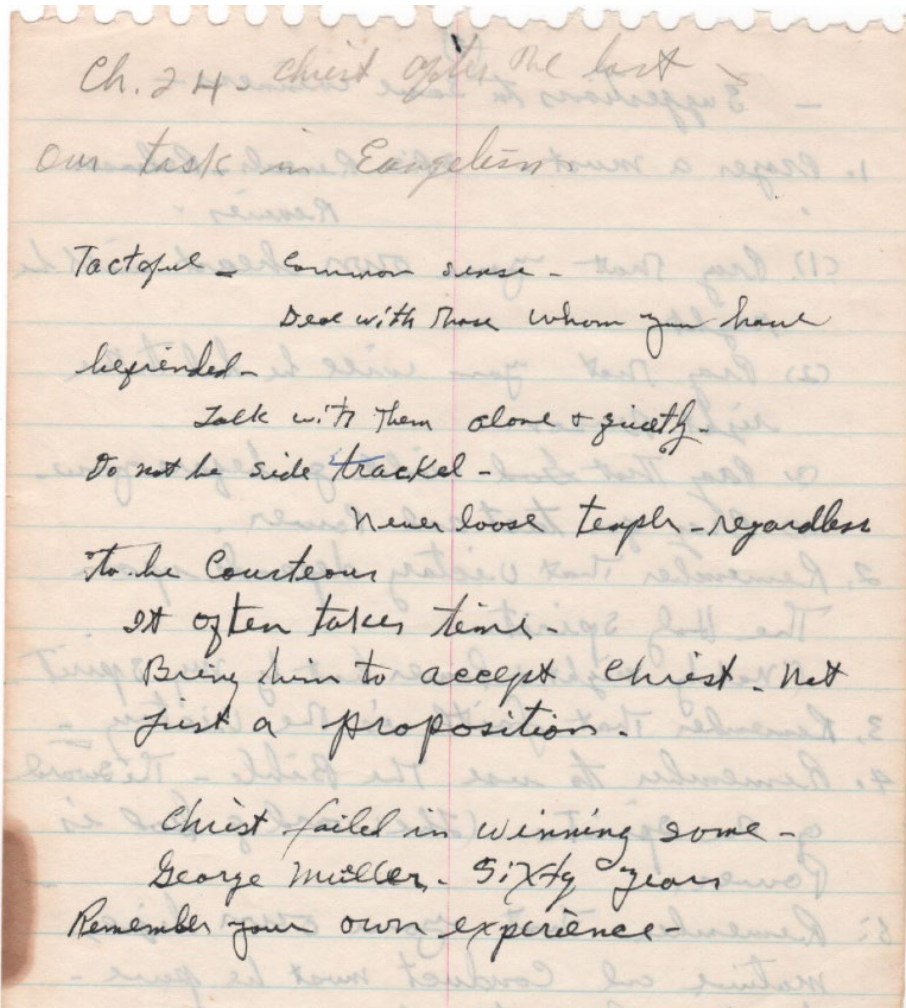 Ch. 24. Christ after the lost -
Our task in Evangelism.
Tactful - Common sense -
Deal with those whom you have
befriended -
Talk with them alone & quietly -
Do not be side tracked -
Never loose temper - regardless
to be Courteous
It often takes time -
Bring him to accept Christ - Not
just a proposition.
Christ failed in winning some -
George Müller - Sixty years
Remember your own experience -